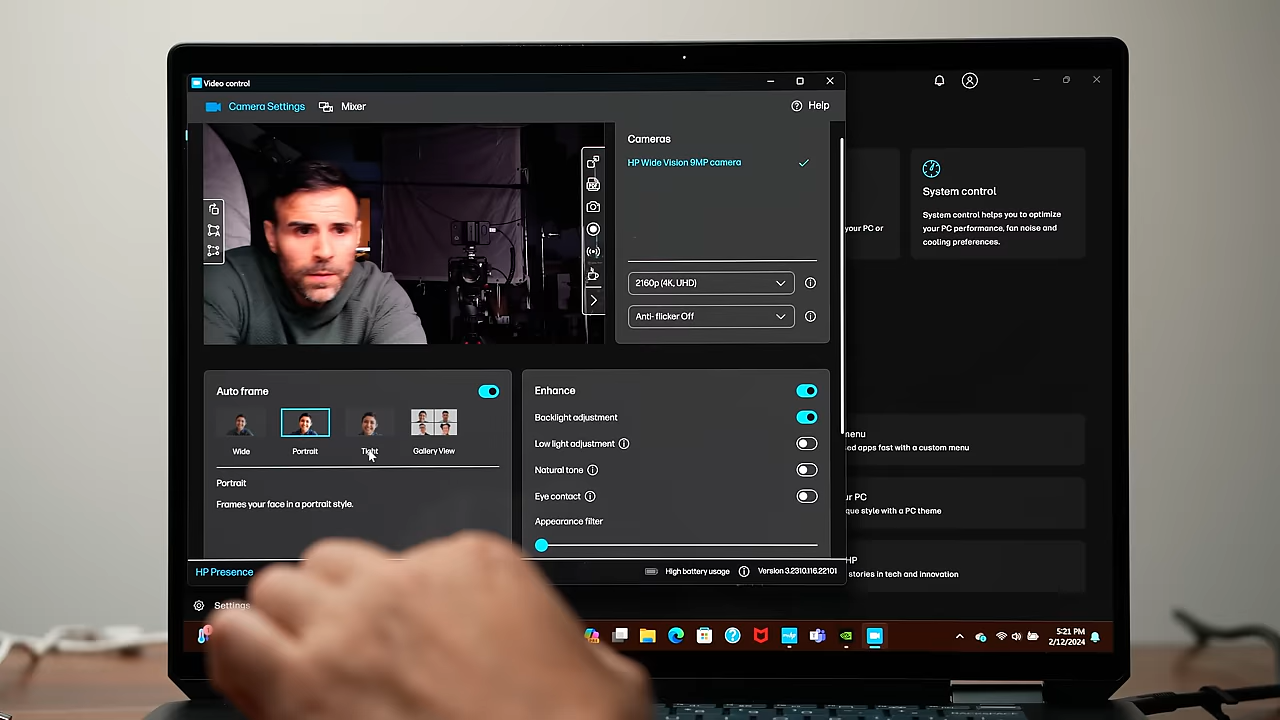 Video control
Camera Settings
Mixer
Help
Cameras
HP Wide Vision 9MP camera
2160p (4K, UHD)
Anti- flicker Off
Auto frame
Wide
Portrait
Tight
Gallery View
Portrait
Frames your face in a portrait style.
Enhance
Backlight adjustment
Low light adjustment
Natural tone
Eye contact
Appearance filter
HP Presence
High battery usage
Version 3.2310.116.22101
System control
System control helps you to optimize
your PC performance, fan noise and
cooling preferences.
your PC or
menu
ed apps fast with a custom menu
ur PC
que style with a PC theme
HP
stories in tech and innovation
Settings
5:21 PM
2/12/2024
BACKSPACE